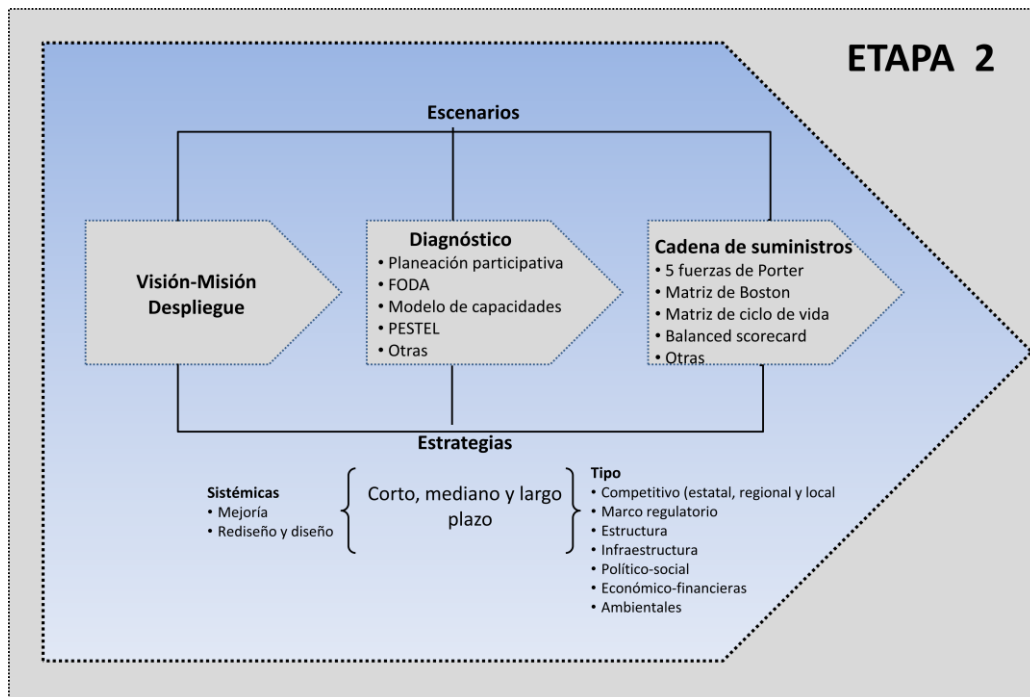 ETAPA 2
Escenarios
Visión-Misión
Despliegue
Diagnóstico
• Planeación participativa
• FODA
• Modelo de capacidades
• PESTEL
• Otras
Cadena de suministros
• 5 fuerzas de Porter
• Matriz de Boston
• Matriz de ciclo de vida
• Balanced scorecard
• Otras
Estrategias
Sistémicas
• Mejoría
• Rediseño y diseño
Corto, mediano y largo
plazo
Tipo
• Competitivo (estatal, regional y local
• Marco regulatorio
• Estructura
• Infraestructura
• Político-social
• Económico-financieras
• Ambientales